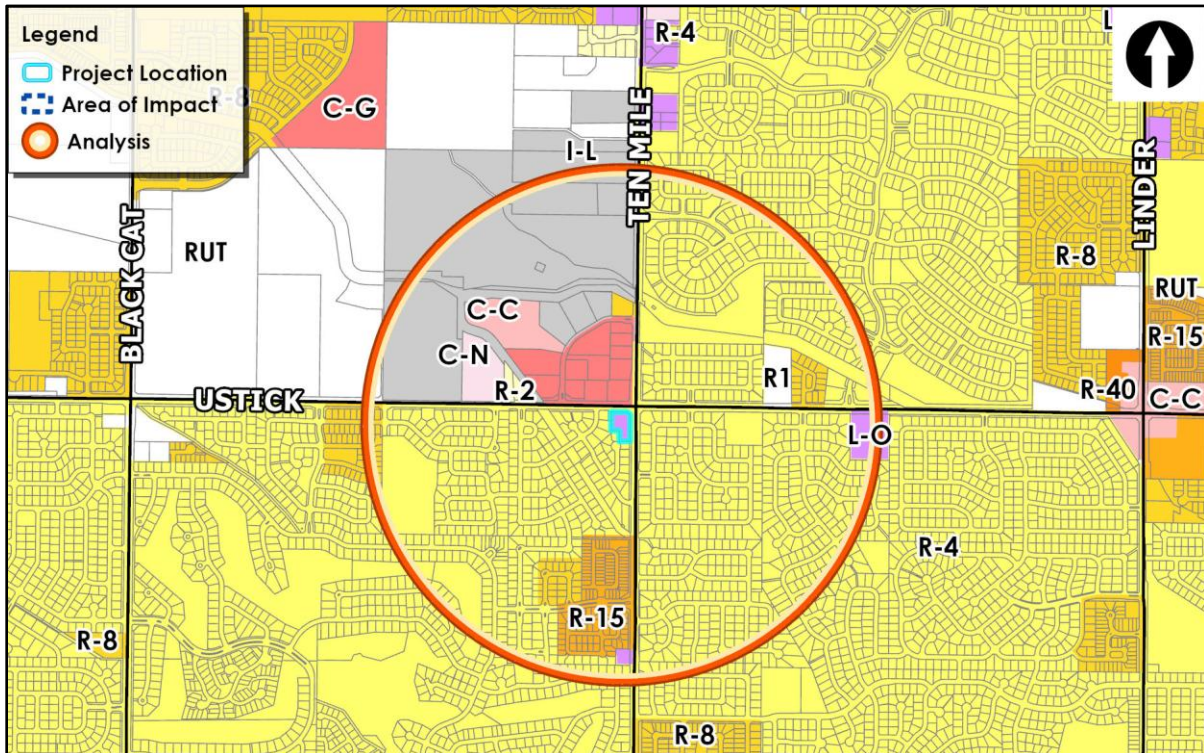 Legend
Project Location
Area of Impact
Analysis
R-8
C-G
R-4
L
I-L
TEN MILE
LINDER
BLACK CAT
RUT
R-8
RUT
R-15
C-C
C-N
R-2
R1
R-40
C-C
USTICK
L-O
R-4
R-15
R-8
R-8